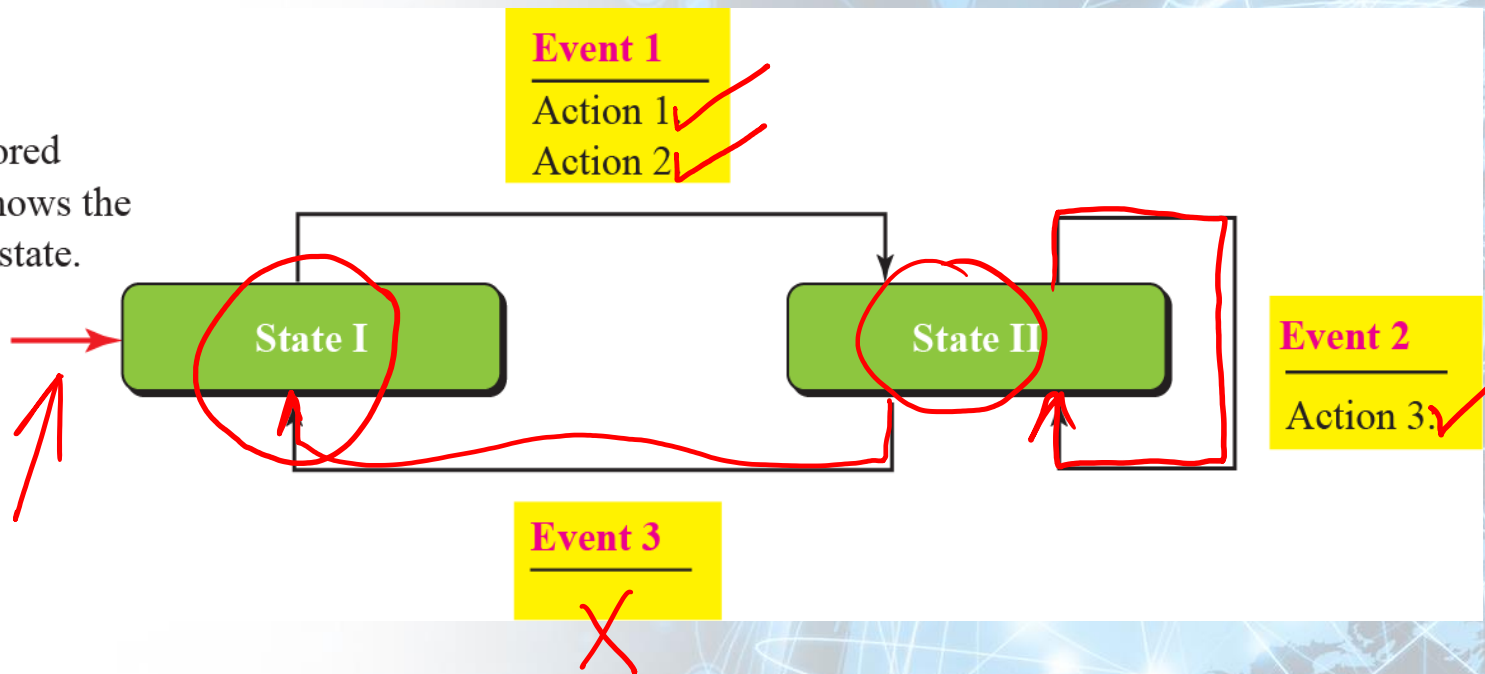 Event 1
Action 1.
Action 2.
ored
nows the
state.
State I
State II
Event 2
Action 3.
Event 3